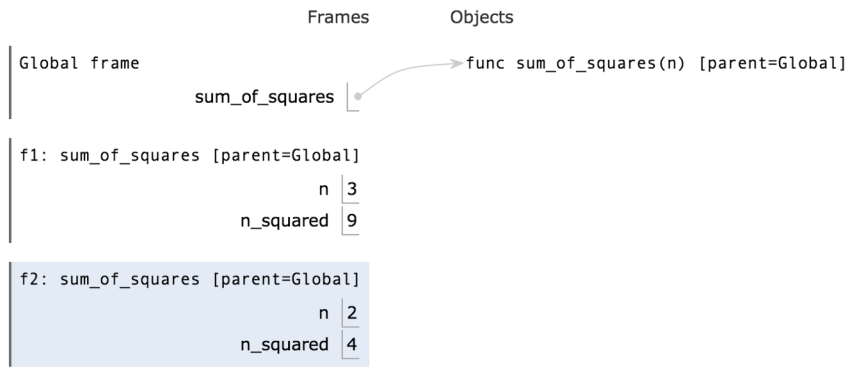 Frames Objects
Global frame func sum_of_squares(n) [parent=Global]
sum_of_squares
f1: sum_of_squares [parent=Global]
n 3
n_squared 9
f2: sum_of_squares [parent=Global]
n 2
n_squared 4